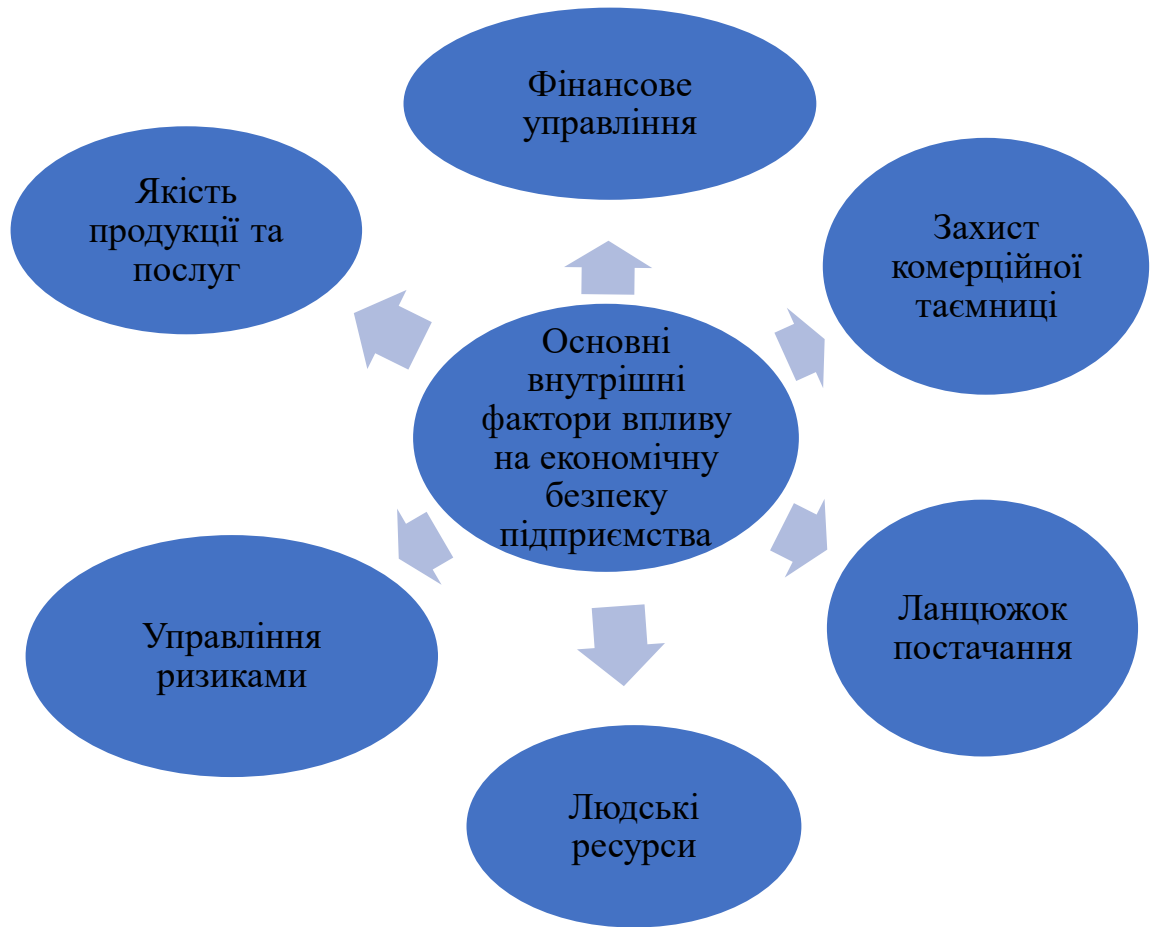 Фінансове
управління
Якість
продукції та
послуг
Захист
комерційної
таємниці
Основні
внутрішні
фактори впливу
на економічну
безпеку
підприємства
Управління
ризиками
Ланцюжок
постачання
Людські
ресурси